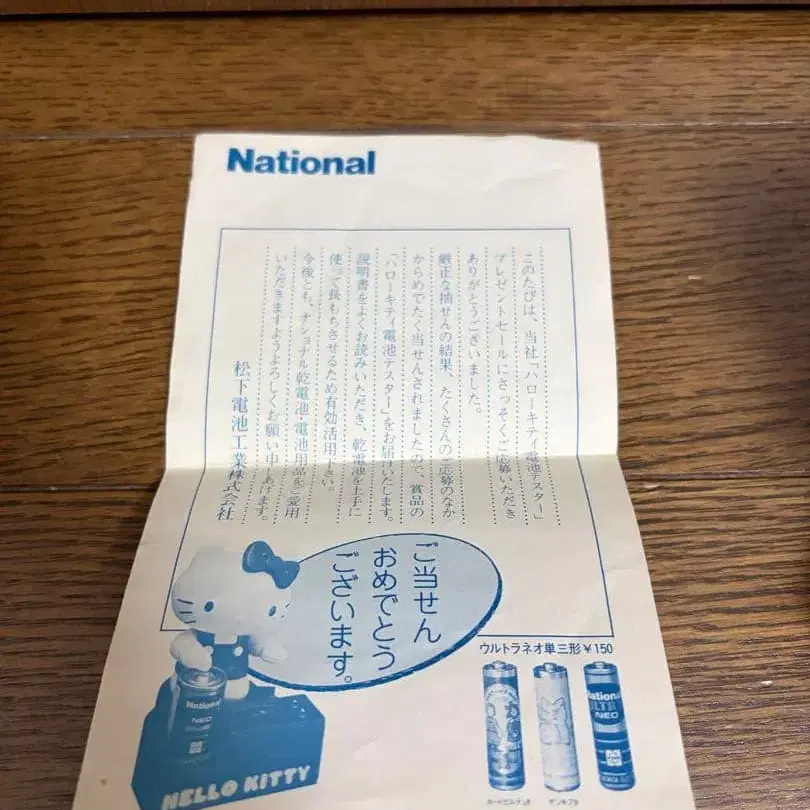 National
このたびは、当社「ハローキティ電池テスター」
プレゼントセールにさっそくご応募いただき
ありがとうございました。
厳正な抽せんの結果、たくさんのご応募のなか
からめでたく当せんされましたので、賞品の
「ハローキティ電池テスター」をお届けいたします。
説明書をよくお読みいただき、乾電池を上手に
使って長もちさせるため有効活用下さい。
今後とも、ナショナル乾電池・電池用品をご愛用
いただきますようよろしくお願い申しあげます。
松下電池工業株式会社
ご当せん
おめでとう
ございます。
ウルトラネオ単三形¥150
National
NEO
National
ULTRA
NEO
HELLO KITTY